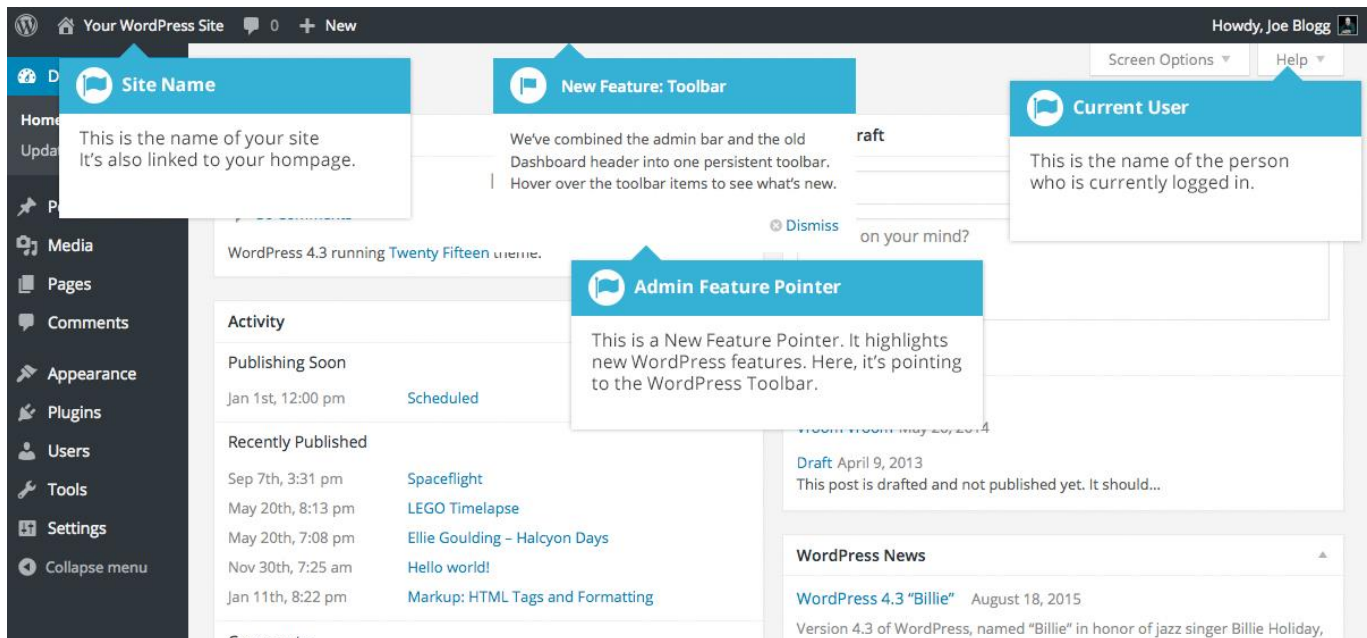 Your WordPress Site 0 + New
Howdy, Joe Blogg
Screen Options
Help
Site Name
This is the name of your site
It's also linked to your hompage.
New Feature: Toolbar
We've combined the admin bar and the old
Dashboard header into one persistent toolbar.
Hover over the toolbar items to see what's new.
Dismiss
Current User
This is the name of the person
who is currently logged in.
Admin Feature Pointer
This is a New Feature Pointer. It highlights
new WordPress features. Here, it's pointing
to the WordPress Toolbar.
Media
Pages
Comments
Appearance
Plugins
Users
Tools
Settings
Collapse menu
WordPress 4.3 running Twenty Fifteen theme.
Activity
Publishing Soon
Jan 1st, 12:00 pm Scheduled
Recently Published
Sep 7th, 3:31 pm Spaceflight
May 20th, 8:13 pm LEGO Timelapse
May 20th, 7:08 pm Ellie Goulding – Halcyon Days
Nov 30th, 7:25 am Hello world!
Jan 11th, 8:22 pm Markup: HTML Tags and Formatting
raft
on your mind?
Draft April 9, 2013
This post is drafted and not published yet. It should...
WordPress News
WordPress 4.3 "Billie" August 18, 2015
Version 4.3 of WordPress, named "Billie" in honor of jazz singer Billie Holiday,